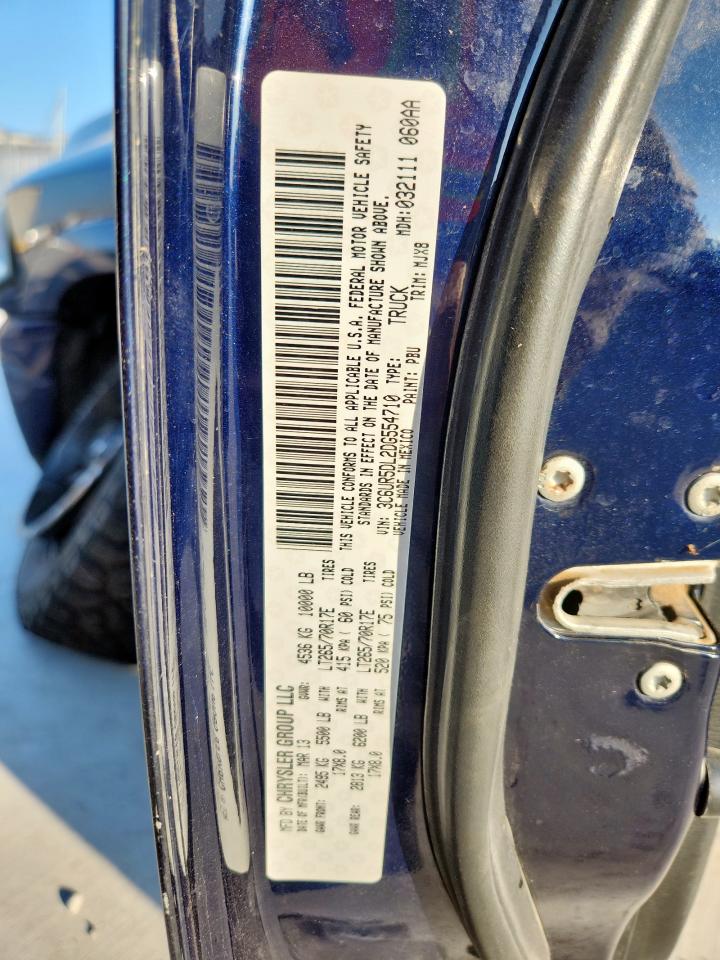 MFD BY CHRYSLER GROUP LLC
DATE OF MFR(BUILT): MAR 13 GVWR: 4536 KG 10000 LB
GAWR FRONT: 2495 KG 5500 LB WITH LT265/70R17E TIRES
17X8.0 RIMS AT 415 KPA ( 60 PSI) COLD
GAWR REAR: 2813 KG 6200 LB WITH LT265/70R17E TIRES
17X8.0 RIMS AT 520 KPA ( 75 PSI) COLD
THIS VEHICLE CONFORMS TO ALL APPLICABLE U.S.A. FEDERAL MOTOR VEHICLE SAFETY
STANDARDS IN EFFECT ON THE DATE OF MANUFACTURE SHOWN ABOVE.
VIN: 3C6UR5DL2DG554710 TYPE: TRUCK MDH:032111 060AA
VEHICLE MADE IN MEXICO PAINT: PBU TRIM: MJX8